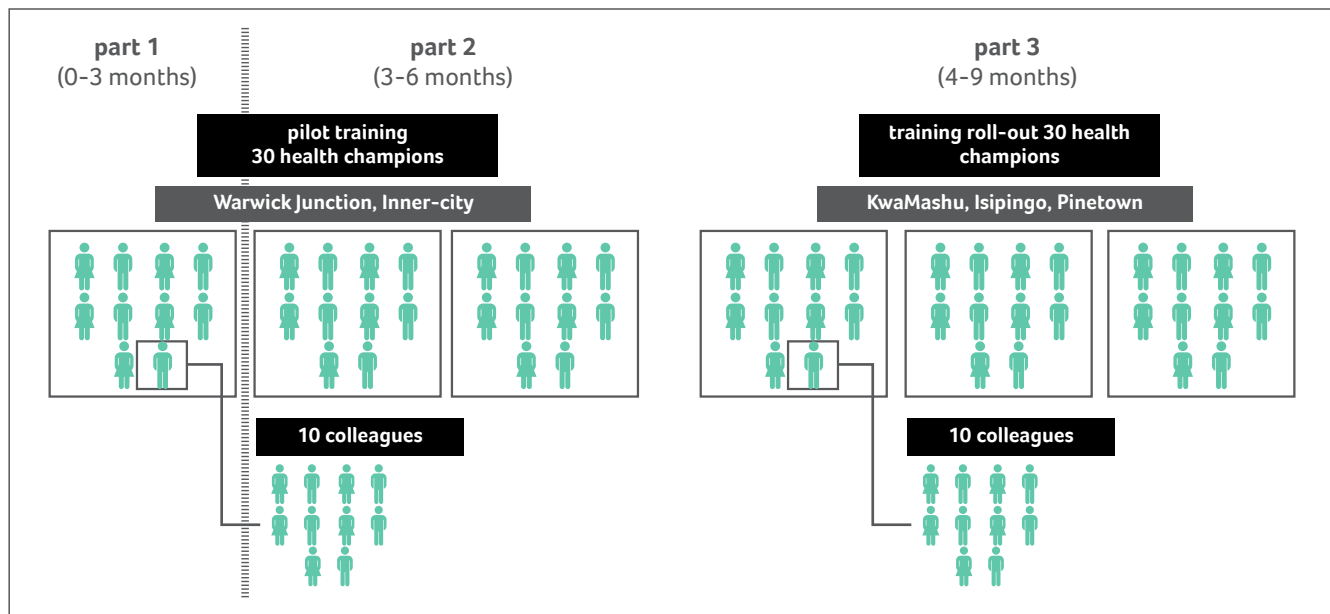 part 1
(0-3 months)
part 2
(3-6 months)
part 3
(4-9 months)
pilot training
30 health champions
training roll-out 30 health
champions
Warwick Junction, Inner-city
KwaMashu, Isipingo, Pinetown
10 colleagues
10 colleagues